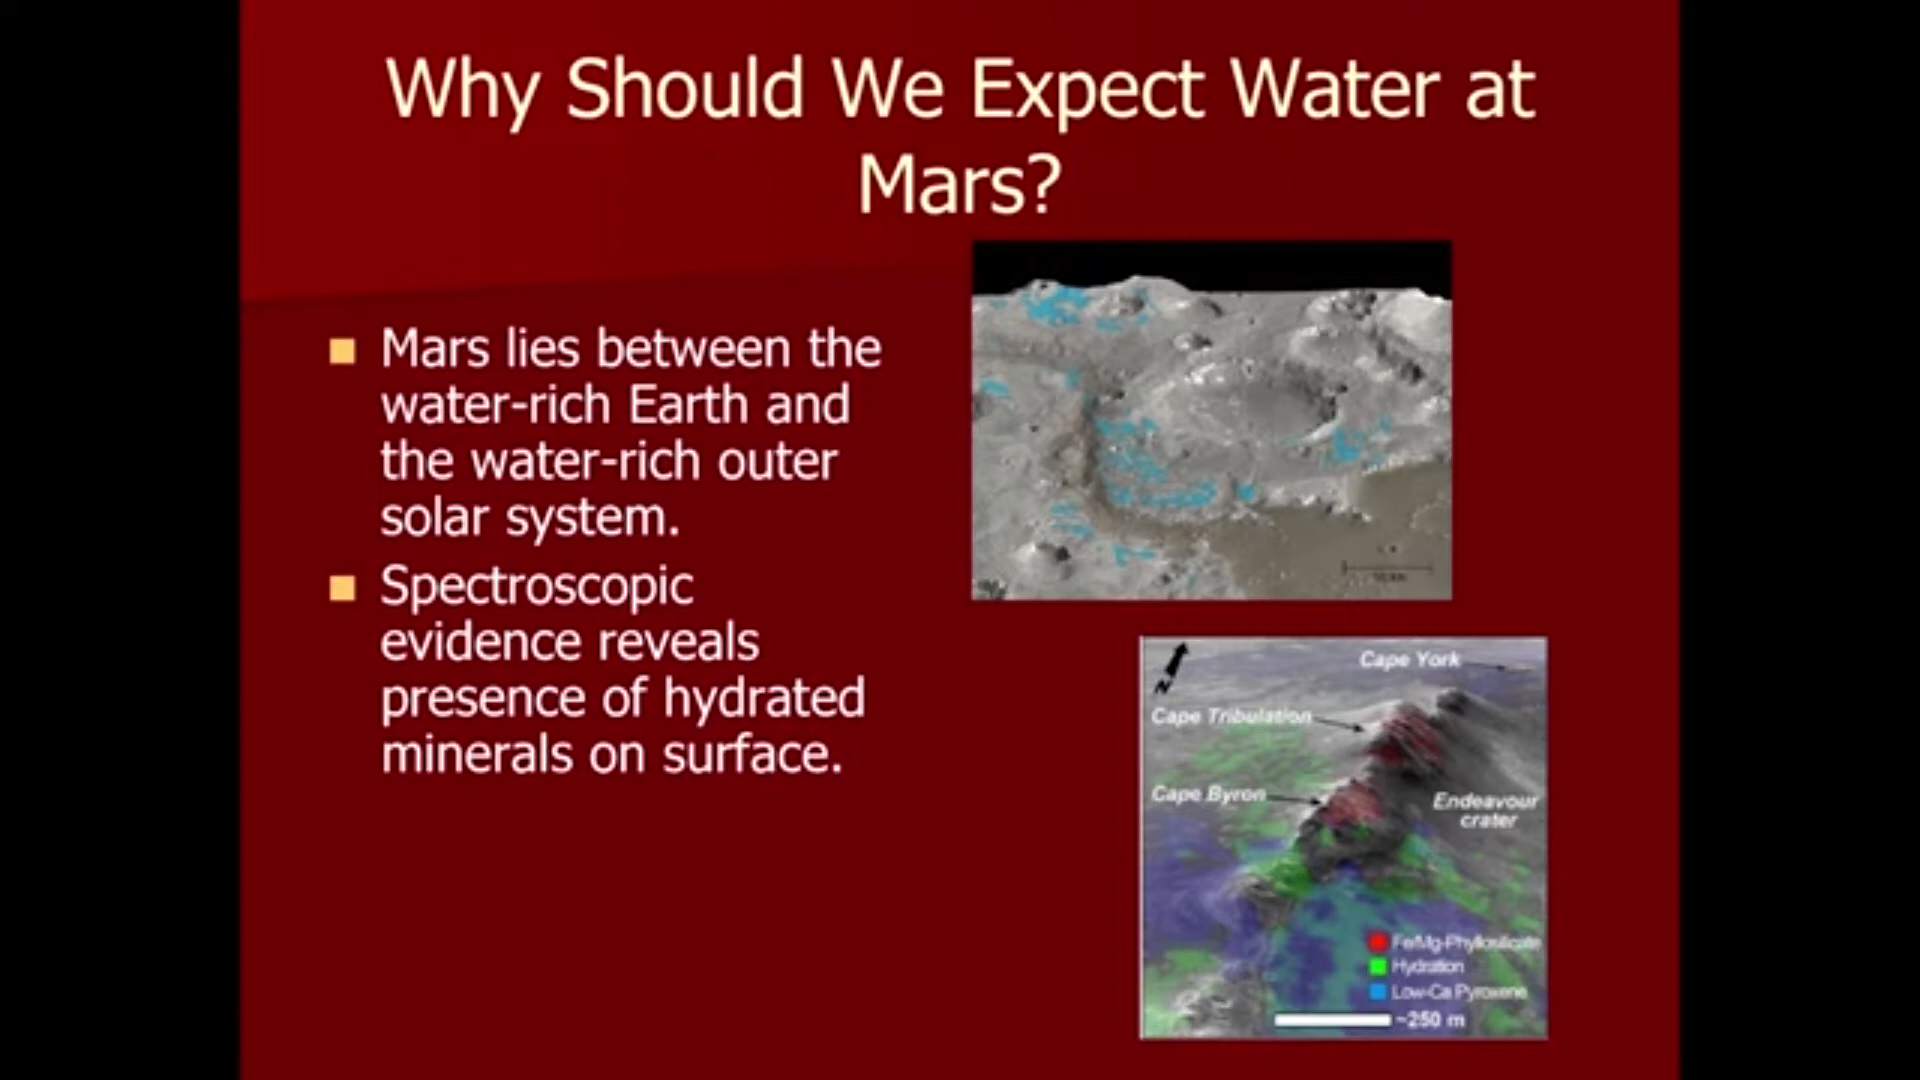 Why Should We Expect Water at
Mars?
Mars lies between the
water-rich Earth and
the water-rich outer
solar system.
Spectroscopic
evidence reveals
presence of hydrated
minerals on surface.
Cape York
Cape Tribulation
Cape Byron
Endeavour
crater
N
Fe/Mg-Phyllosilicate
Hydration
Low-Ca Pyroxene
~250 m